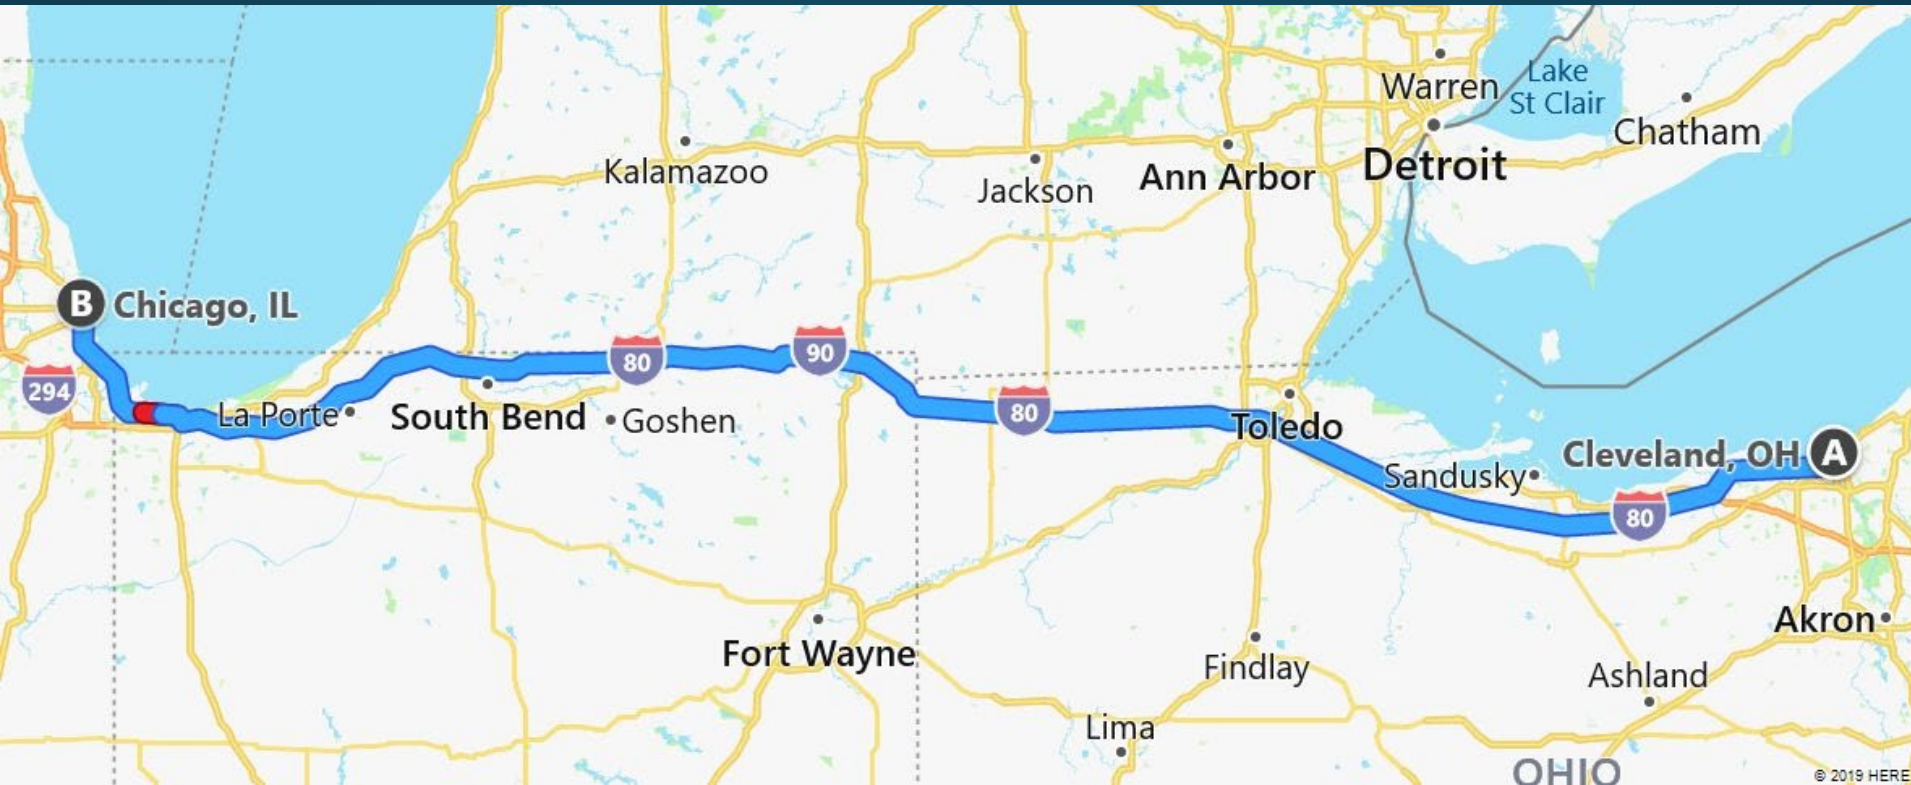 Warren
Lake
St Clair
Chatham
Kalamazoo
Jackson
Ann Arbor
Detroit
B Chicago, IL
294
80
90
La Porte
South Bend
Goshen
80
Toledo
Cleveland, OH A
Sandusky
80
Akron
Fort Wayne
Findlay
Ashland
Lima
OHIO
© 2019 HERE